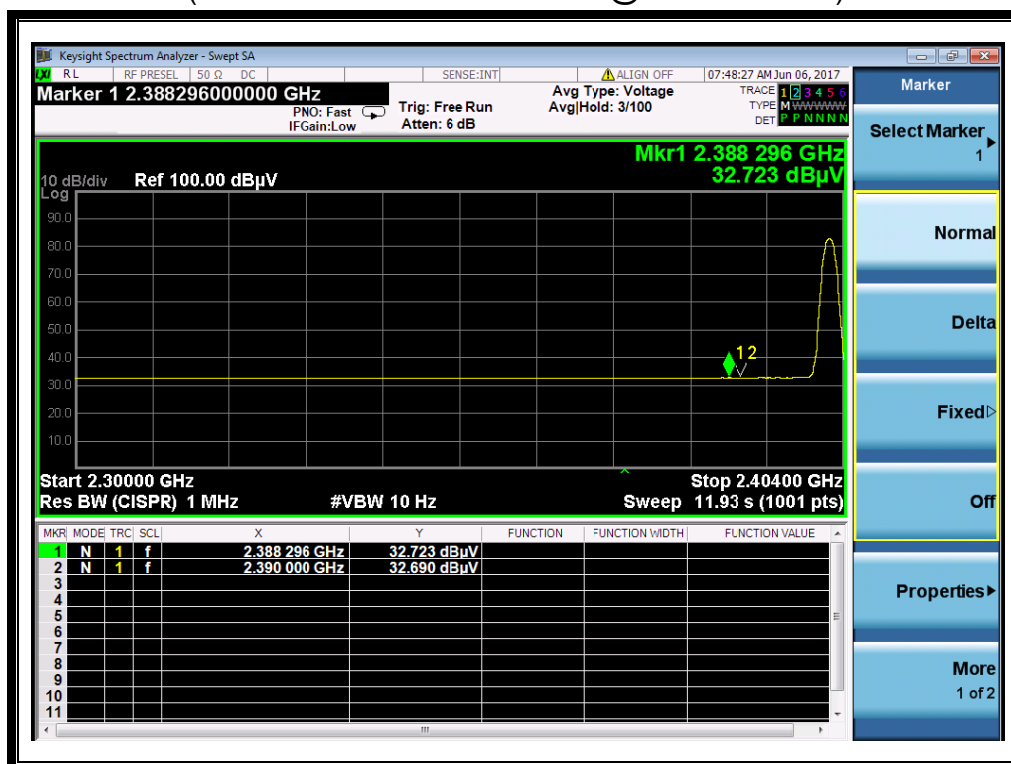 Keysight Spectrum Analyzer - Swept SA
LXI RL RF PRESEL 50 Ω DC SENSE:INT ALIGN OFF 07:48:27 AM Jun 06, 2017
Marker 1 2.388296000000 GHz
PNO: Fast
IFGain:Low
Trig: Free Run
Atten: 6 dB
Avg Type: Voltage
Avg|Hold: 3/100
TRACE 1 2 3 4 5 6
TYPE M WWWWW
DET P P N N N N
Mkr1 2.388 296 GHz
32.723 dBµV
10 dB/div Ref 100.00 dBµV
Log
90.0
80.0
70.0
60.0
50.0
40.0
30.0
20.0
10.0
1 2
Start 2.30000 GHz Stop 2.40400 GHz
Res BW (CISPR) 1 MHz #VBW 10 Hz Sweep 11.93 s (1001 pts)
MKR MODE TRC SCL X Y FUNCTION FUNCTION WIDTH FUNCTION VALUE
1 N 1 f 2.388 296 GHz 32.723 dBµV
2 N 1 f 2.390 000 GHz 32.690 dBµV
3
4
5
6
7
8
9
10
11
Marker
Select Marker
1
Normal
Delta
Fixed
Off
Properties
More
1 of 2